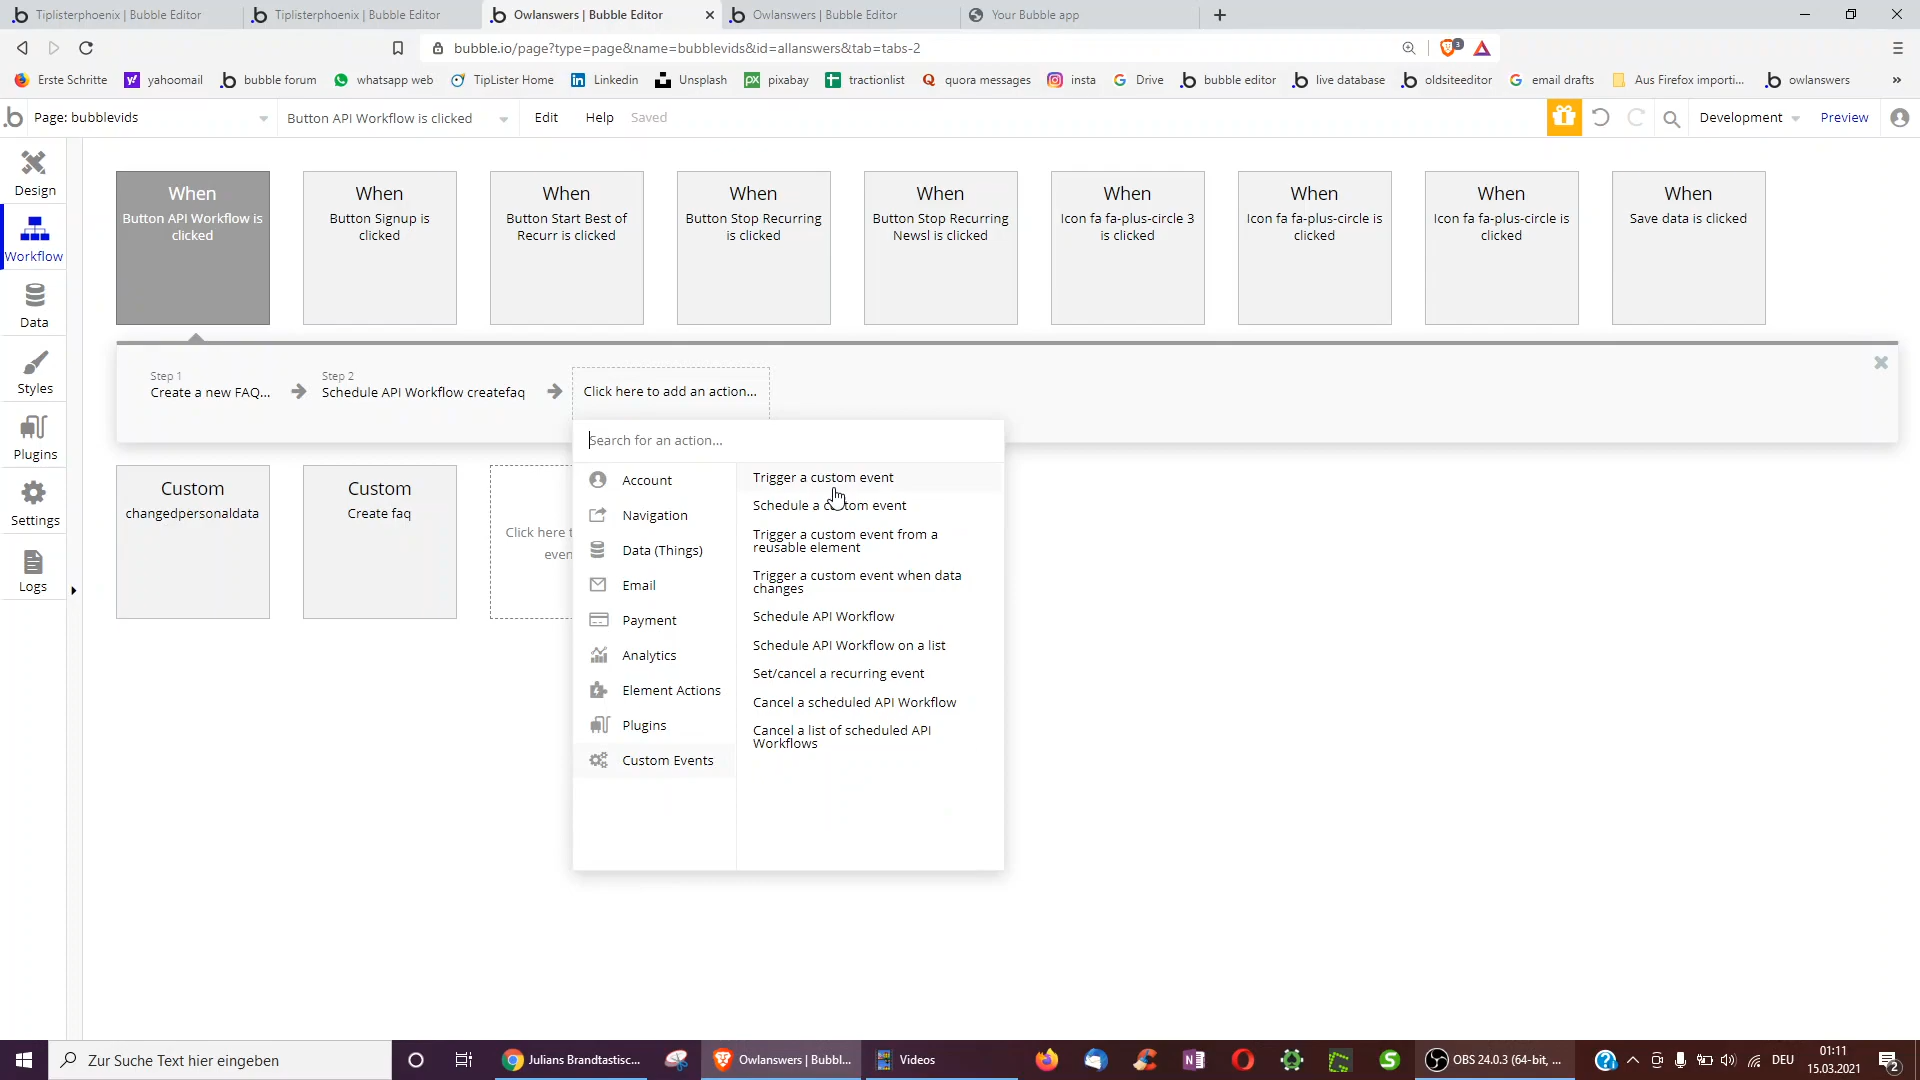 Tiplisterphoenix | Bubble Editor
Tiplisterphoenix | Bubble Editor
Owlanswers | Bubble Editor
Owlanswers | Bubble Editor
Your Bubble app
bubble.io/page?type=page&name=bubblevids&id=allanswers&tab=tabs-2
3
Erste Schritte
yahoomail
bubble forum
whatsapp web
TipLister Home
Linkedin
Unsplash
pixabay
tractionlist
quora messages
insta
Drive
bubble editor
live database
oldsiteeditor
email drafts
Aus Firefox importi...
owlanswers
»
Page: bubblevids
Button API Workflow is clicked
Edit
Help
Saved
Development
Preview
Design
Workflow
Data
Styles
Plugins
Settings
Logs
When
Button API Workflow is
clicked
When
Button Signup is
clicked
When
Button Start Best of
Recurr is clicked
When
Button Stop Recurring
is clicked
When
Button Stop Recurring
Newsl is clicked
When
Icon fa fa-plus-circle 3
is clicked
When
Icon fa fa-plus-circle is
clicked
When
Icon fa fa-plus-circle is
clicked
When
Save data is clicked
Step 1
Create a new FAQ...
Step 2
Schedule API Workflow createfaq
Click here to add an action...
Search for an action...
Account
Navigation
Data (Things)
Email
Payment
Analytics
Element Actions
Plugins
Custom Events
Trigger a custom event
Schedule a custom event
Trigger a custom event from a
reusable element
Trigger a custom event when data
changes
Schedule API Workflow
Schedule API Workflow on a list
Set/cancel a recurring event
Cancel a scheduled API Workflow
Cancel a list of scheduled API
Workflows
Custom
changedpersonaldata
Custom
Create faq
Click here
even
Zur Suche Text hier eingeben
Julians Brandtastisc...
Owlanswers | Bubbl...
Videos
OBS 24.0.3 (64-bit, ...
DEU
01:11
15.03.2021
2